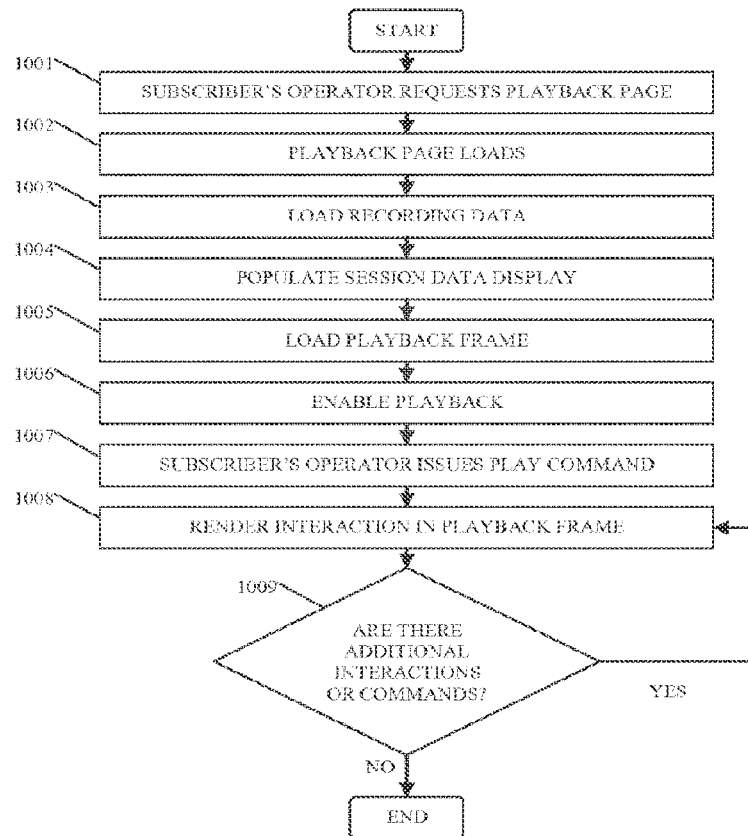 START
1001
SUBSCRIBER'S OPERATOR REQUESTS PLAYBACK PAGE
1002
PLAYBACK PAGE LOADS
1003
LOAD RECORDING DATA
1004
POPULATE SESSION DATA DISPLAY
1005
LOAD PLAYBACK FRAME
1006
ENABLE PLAYBACK
1007
SUBSCRIBER'S OPERATOR ISSUES PLAY COMMAND
1008
RENDER INTERACTION IN PLAYBACK FRAME
1009
ARE THERE
ADDITIONAL
INTERACTIONS
OR COMMANDS?
YES
NO
END